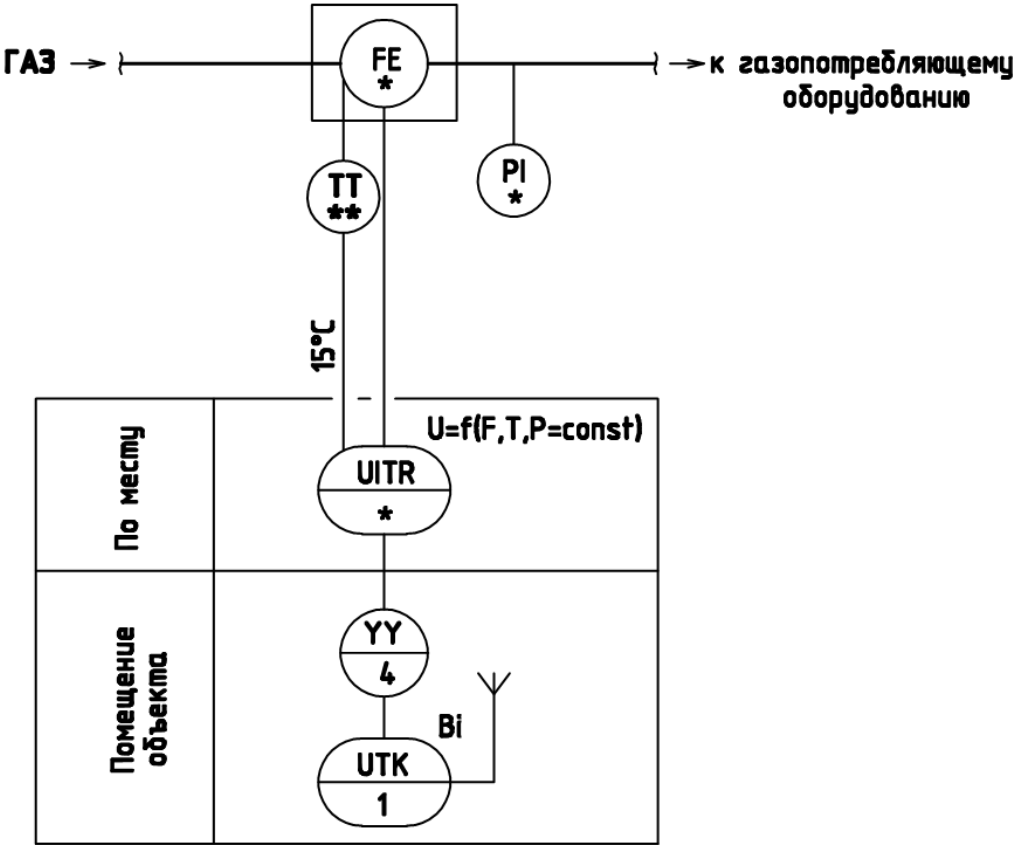 ГАЗ
FE
*
к газопотребляющему
оборудованию
TT
**
PI
*
15°C
По месту
U=f(F,T,P=const)
UITR
*
Помещение
объекта
YY
4
Bi
UTK
1